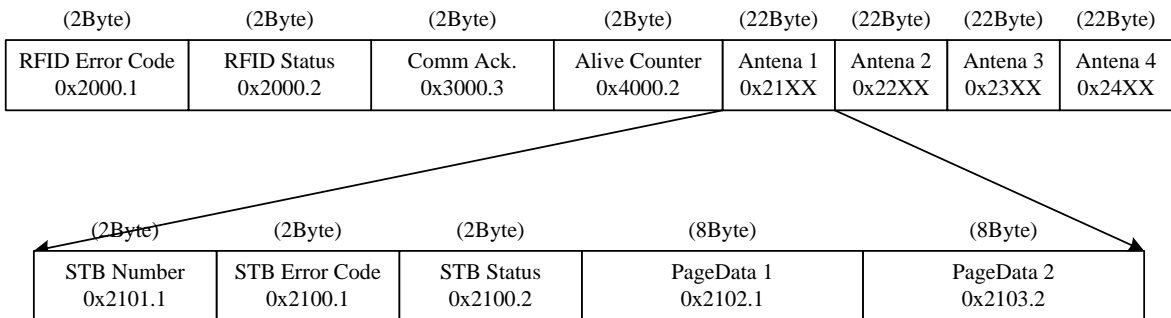 (2Byte) (2Byte) (2Byte) (2Byte) (22Byte) (22Byte) (22Byte) (22Byte)
RFID Error Code RFID Status Comm Ack. Alive Counter Antena 1 Antena 2 Antena 3 Antena 4
0x2000.1 0x2000.2 0x3000.3 0x4000.2 0x21XX 0x22XX 0x23XX 0x24XX
(2Byte) (2Byte) (2Byte) (8Byte) (8Byte)
STB Number STB Error Code STB Status PageData 1 PageData 2
0x2101.1 0x2100.1 0x2100.2 0x2102.1 0x2103.2